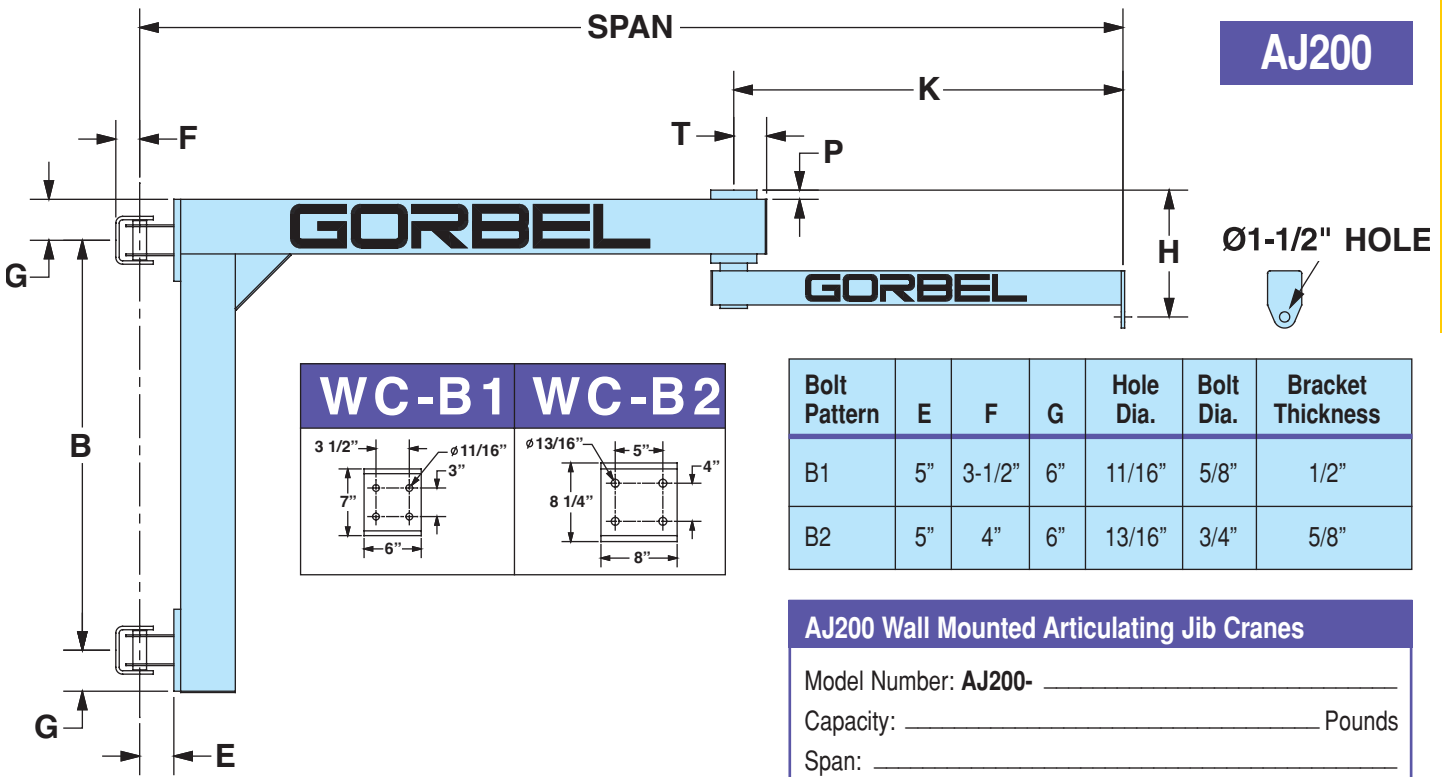 SPAN
AJ200
K
F
T
P
GORBEL
H
Ø1-1/2" HOLE
G
GORBEL
B
WC-B1 WC-B2
3 1/2” ø11/16” 3” 7” 6”
ø13/16” 5” 4” 8 1/4” 8”
Bolt Pattern E F G Hole Dia. Bolt Dia. Bracket Thickness
B1 5” 3-1/2” 6” 11/16” 5/8” 1/2”
B2 5” 4” 6” 13/16” 3/4” 5/8”
AJ200 Wall Mounted Articulating Jib Cranes
Model Number: AJ200- ________
Capacity: ________ Pounds
Span: ________
G
E